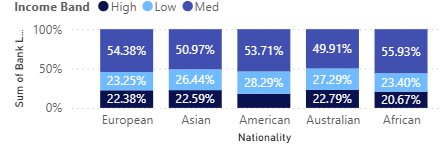 Income Band High Low Med
100%
50%
0%
Sum of Bank L...
54.38% 50.97% 53.71% 49.91% 55.93%
23.25% 26.44% 28.29% 27.29% 23.40%
22.38% 22.59% 22.79% 20.67%
European Asian American Australian African
Nationality